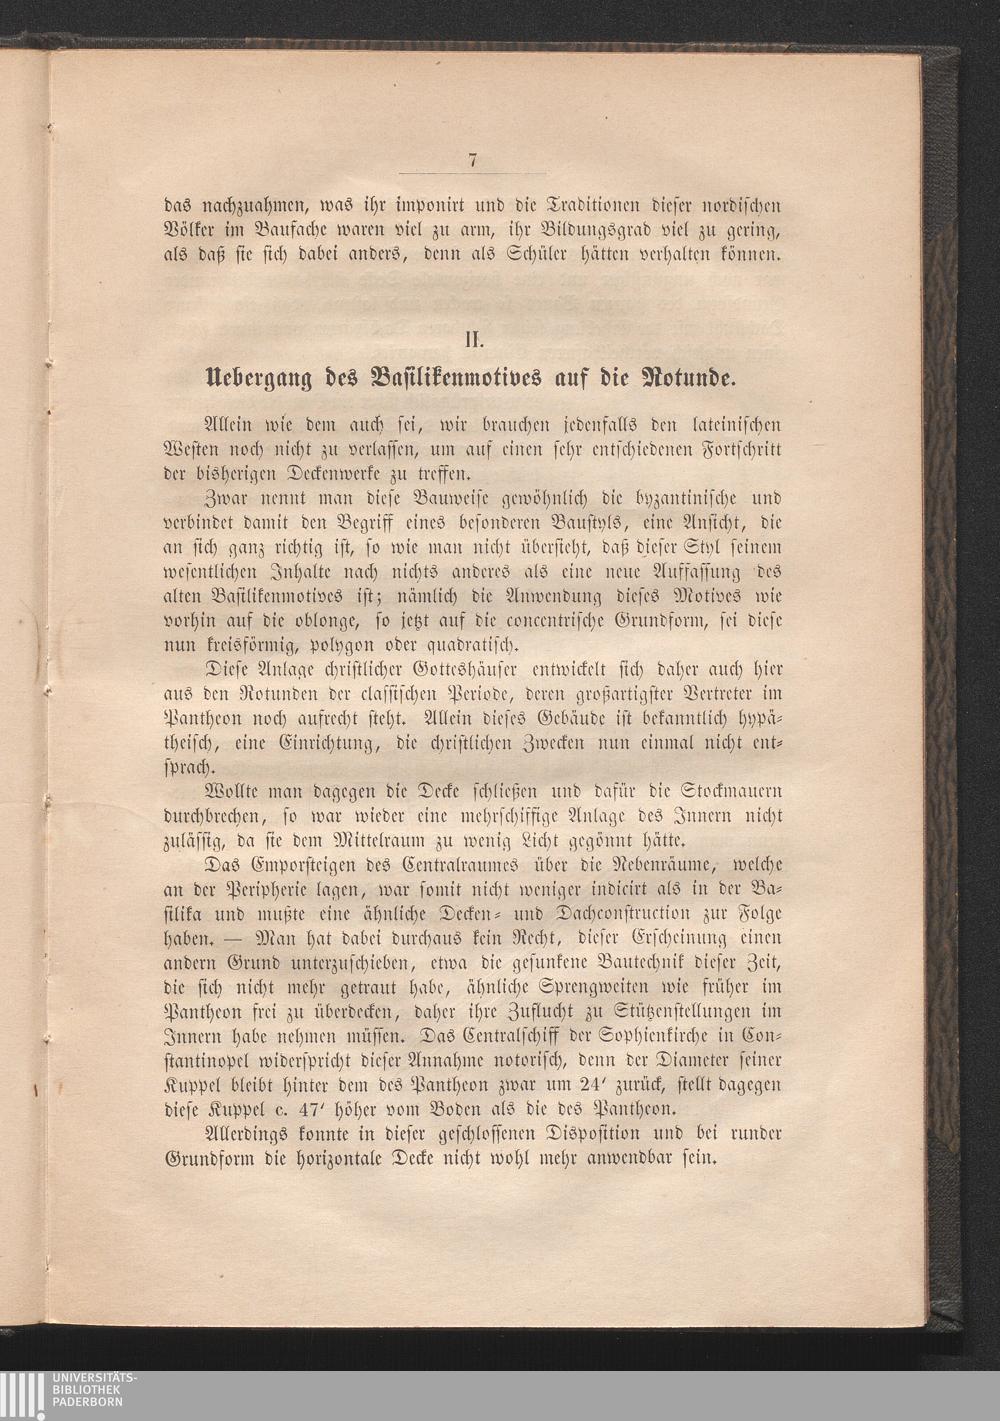 7
das nachzuahmen, was ihr imponirt und die Traditionen dieser nordischen
Völker im Baufache waren viel zu arm, ihr Bildungsgrad viel zu gering,
als daß sie sich dabei anders, denn als Schüler hätten verhalten können.
II.
Uebergang des Basilikenmotives auf die Rotunde.
Allein wie dem auch sei, wir brauchen jedenfalls den lateinischen
Westen noch nicht zu verlassen, um auf einen sehr entschiedenen Fortschritt
der bisherigen Deckenwerke zu treffen.
Zwar nennt man diese Bauweise gewöhnlich die byzantinische und
verbindet damit den Begriff eines besonderen Baustyls, eine Ansicht, die
an sich ganz richtig ist, so wie man nicht übersieht, daß dieser Styl seinem
wesentlichen Inhalte nach nichts anderes als eine neue Auffassung des
alten Basilikenmotives ist; nämlich die Anwendung dieses Motives wie
vorhin auf die oblonge, so jetzt auf die concentrische Grundform, sei diese
nun kreisförmig, polygon oder quadratisch.
Diese Anlage christlicher Gotteshäuser entwickelt sich daher auch hier
aus den Rotunden der classischen Periode, deren großartigster Vertreter im
Pantheon noch aufrecht steht. Allein dieses Gebäude ist bekanntlich hypä-
theisch, eine Einrichtung, die christlichen Zwecken nun einmal nicht ent-
sprach.
Wollte man dagegen die Decke schließen und dafür die Stockmauern
durchbrechen, so war wieder eine mehrschiffige Anlage des Innern nicht
zulässig, da sie dem Mittelraum zu wenig Licht gegönnt hätte.
Das Emporsteigen des Centralraumes über die Nebenräume, welche
an der Peripherie lagen, war somit nicht weniger indicirt als in der Ba-
silika und mußte eine ähnliche Decken- und Dachconstruction zur Folge
haben. — Man hat dabei durchaus kein Recht, dieser Erscheinung einen
andern Grund unterzuschieben, etwa die gesunkene Bautechnik dieser Zeit,
die sich nicht mehr getraut habe, ähnliche Sprengweiten wie früher im
Pantheon frei zu überdecken, daher ihre Zuflucht zu Stützenstellungen im
Innern habe nehmen müssen. Das Centralschiff der Sophienkirche in Con-
stantinopel widerspricht dieser Annahme notorisch, denn der Diameter seiner
Kuppel bleibt hinter dem des Pantheon zwar um 24' zurück, stellt dagegen
diese Kuppel c. 47' höher vom Boden als die des Pantheon.
Allerdings konnte in dieser geschlossenen Disposition und bei runder
Grundform die horizontale Decke nicht wohl mehr anwendbar sein.
UNIVERSITÄTS-
BIBLIOTHEK
PADERBORN